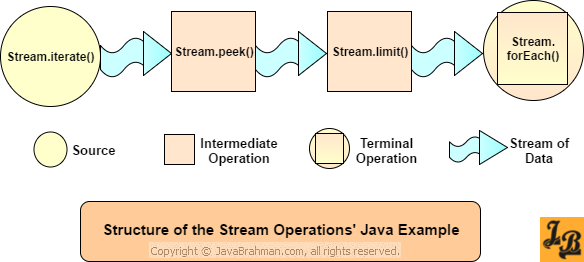 Stream.iterate()
Stream.peek()
Stream.limit()
Stream.
forEach()
Source
Intermediate
Operation
Terminal
Operation
Stream of
Data
Structure of the Stream Operations' Java Example
Copyright © JavaBrahman.com, all rights reserved.
JB